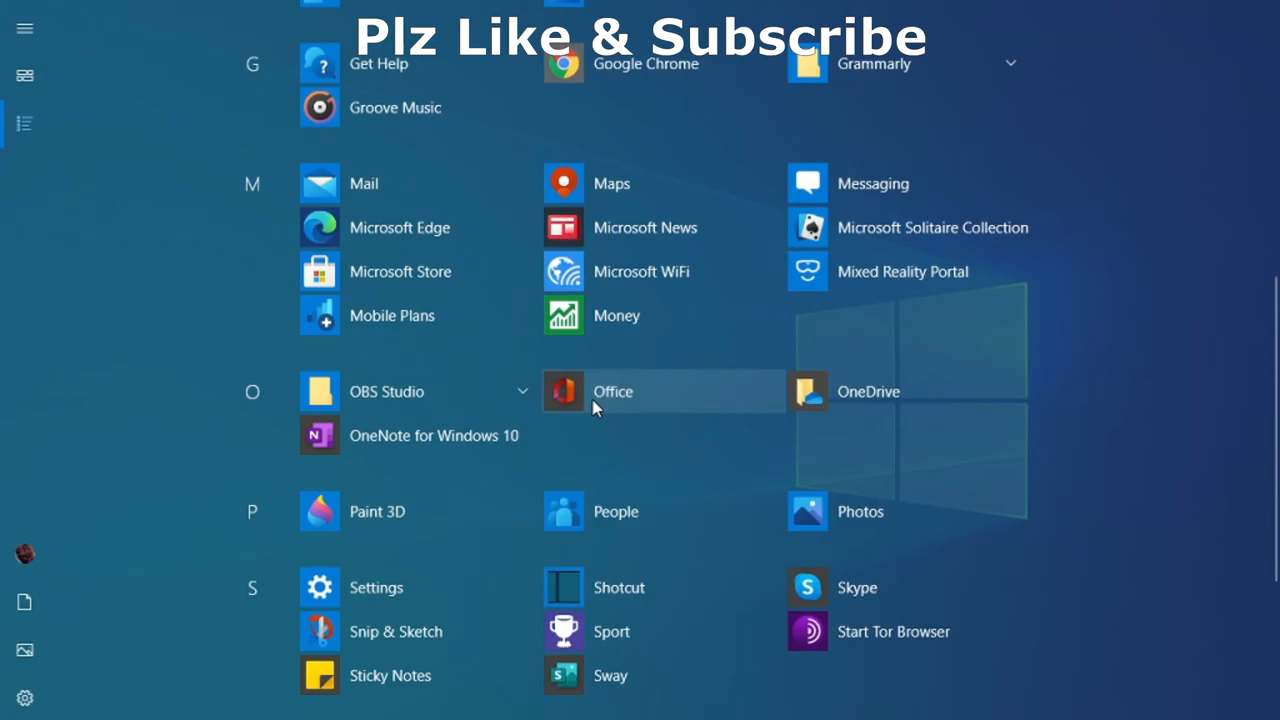 Plz Like & Subscribe
G Get Help Google Chrome Grammarly
Groove Music
M Mail Maps Messaging
Microsoft Edge Microsoft News Microsoft Solitaire Collection
Microsoft Store Microsoft WiFi Mixed Reality Portal
Mobile Plans Money
O OBS Studio Office OneDrive
OneNote for Windows 10
P Paint 3D People Photos
S Settings Shotcut Skype
Snip & Sketch Sport Start Tor Browser
Sticky Notes Sway